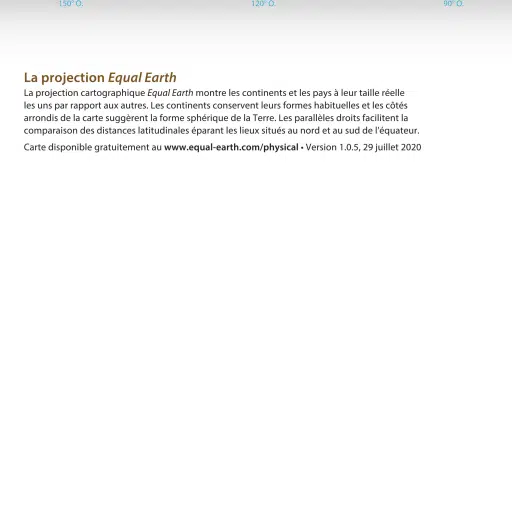 150° O. 120° O. 90° O.
La projection Equal Earth
La projection cartographique Equal Earth montre les continents et les pays à leur taille réelle
les uns par rapport aux autres. Les continents conservent leurs formes habituelles et les côtés
arrondis de la carte suggèrent la forme sphérique de la Terre. Les parallèles droits facilitent la
comparaison des distances latitudinales éparant les lieux situés au nord et au sud de l'équateur.
Carte disponible gratuitement au www.equal-earth.com/physical • Version 1.0.5, 29 juillet 2020